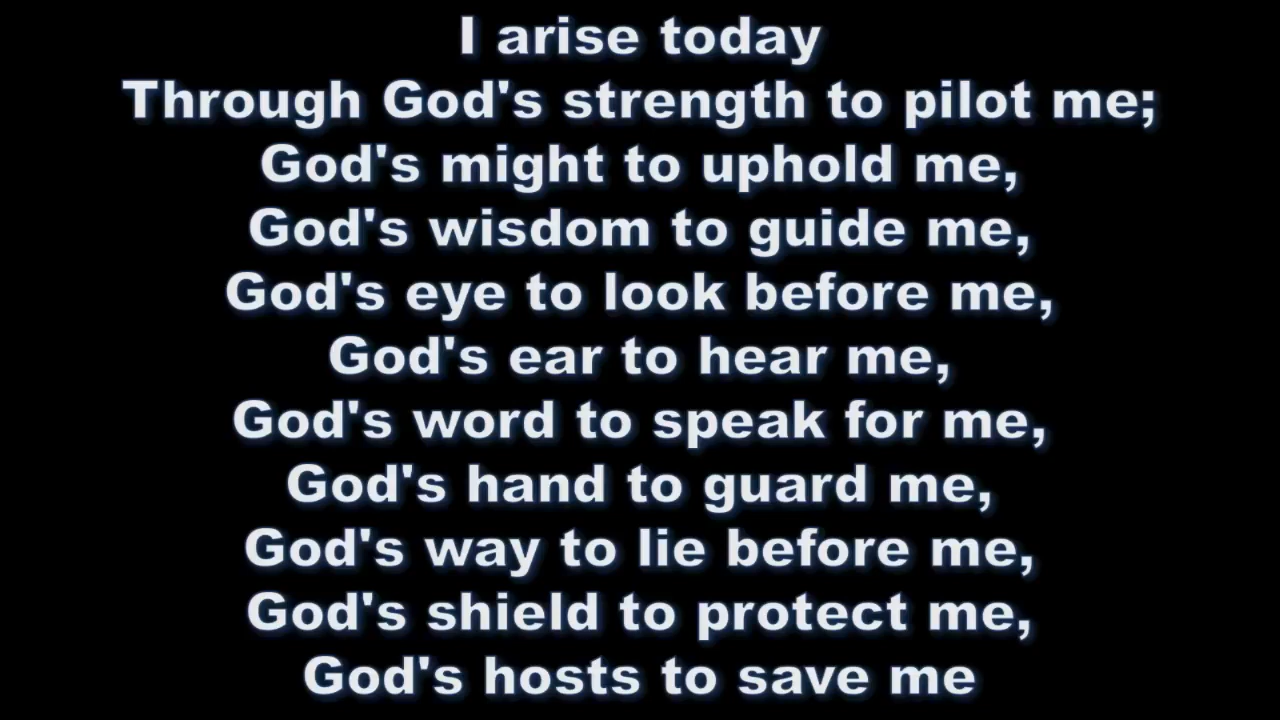 I arise today
Through God's strength to pilot me;
God's might to uphold me,
God's wisdom to guide me,
God's eye to look before me,
God's ear to hear me,
God's word to speak for me,
God's hand to guard me,
God's way to lie before me,
God's shield to protect me,
God's hosts to save me